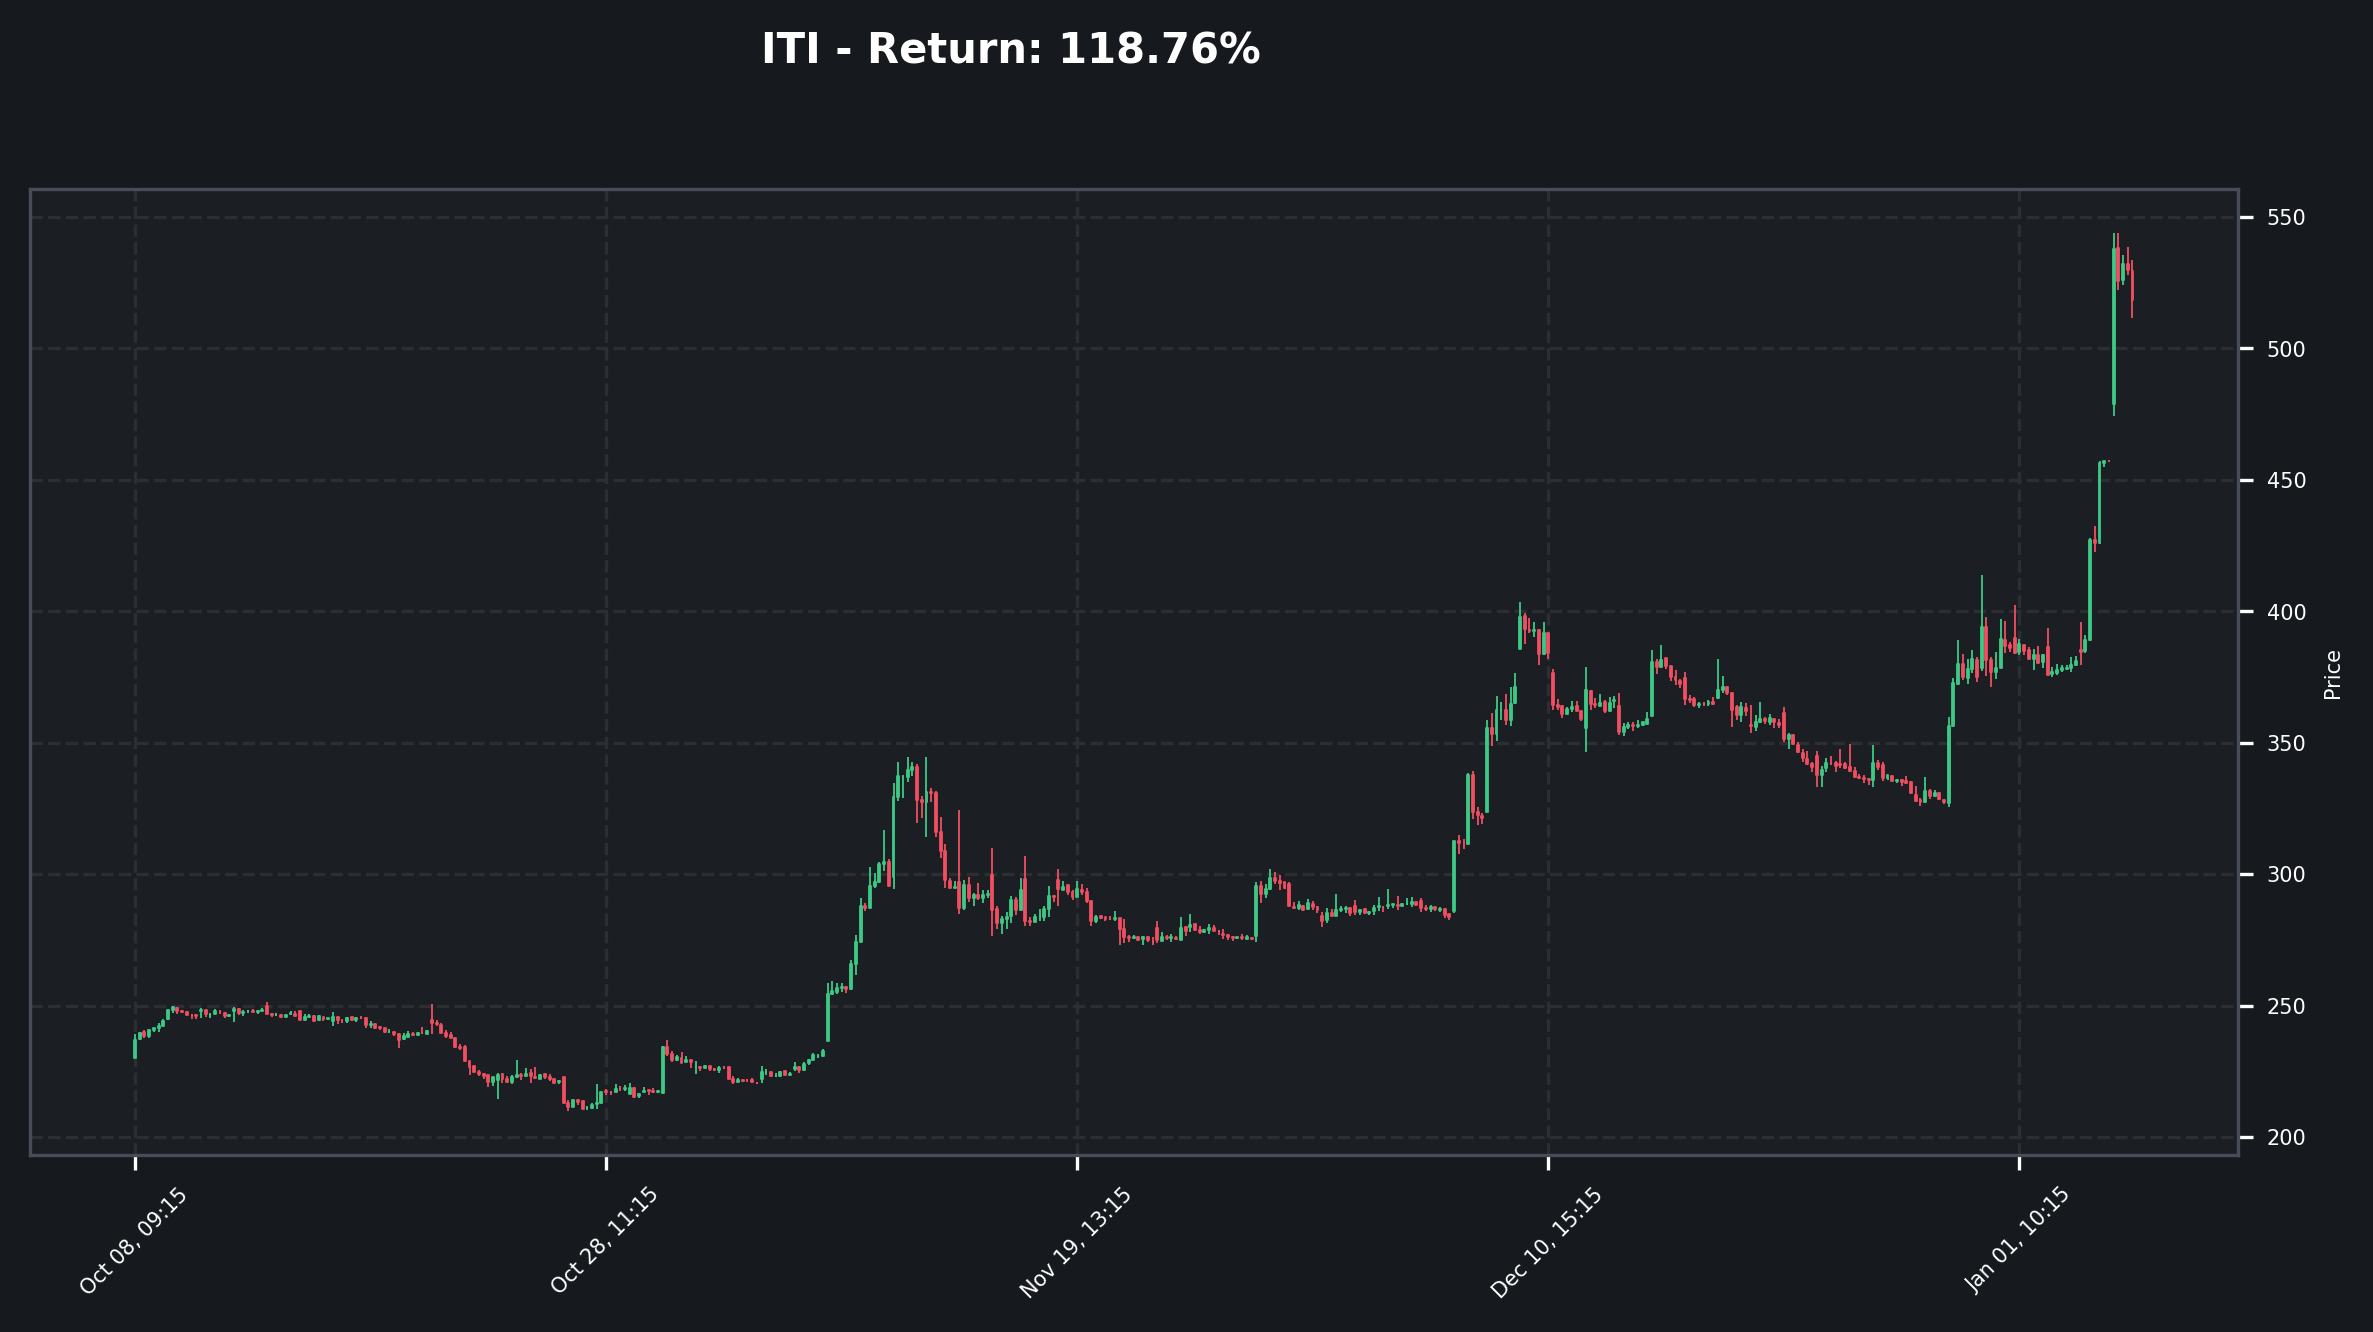 ITI - Return: 118.76%
550
500
450
400
350
300
250
200
Price
Oct 08, 09:15
Oct 28, 11:15
Nov 19, 13:15
Dec 10, 15:15
Jan 01, 10:15